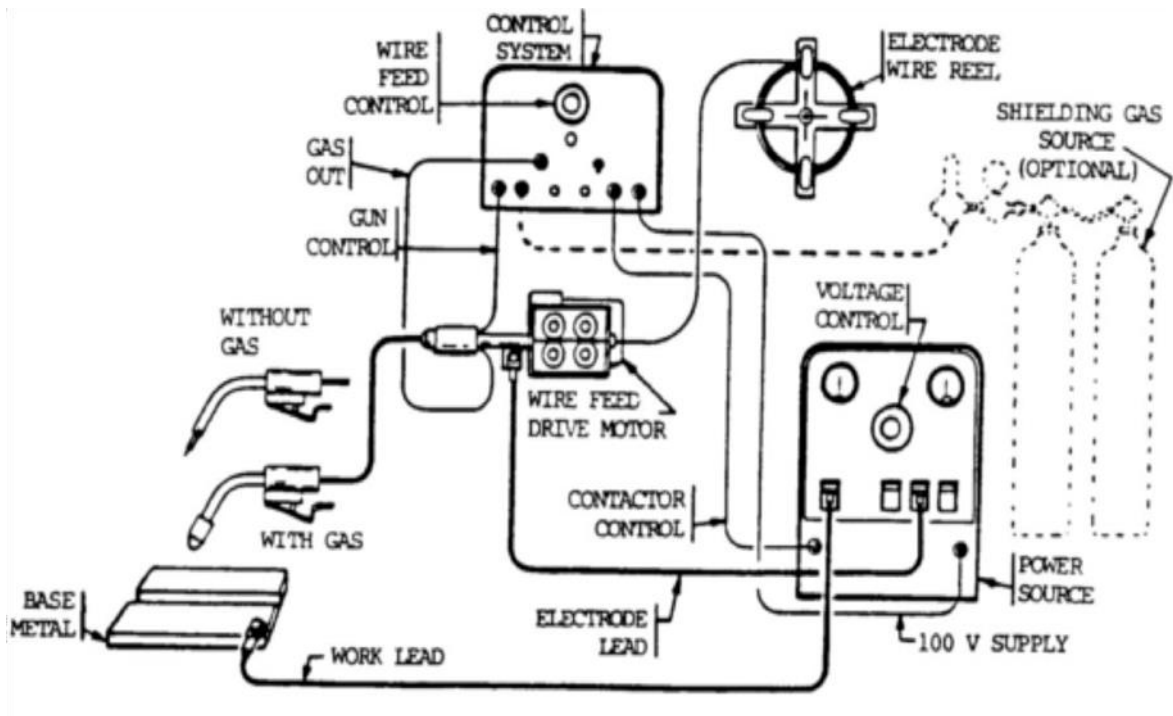 CONTROL
SYSTEM
WIRE
FEED
CONTROL
ELECTRODE
WIRE REEL
SHIELDING GAS
SOURCE
(OPTIONAL)
GAS
OUT
GUN
CONTROL
VOLTAGE
CONTROL
WITHOUT
GAS
WIRE FEED
DRIVE MOTOR
CONTACTOR
CONTROL
WITH GAS
POWER
SOURCE
BASE
METAL
ELECTRODE
LEAD
100 V SUPPLY
WORK LEAD